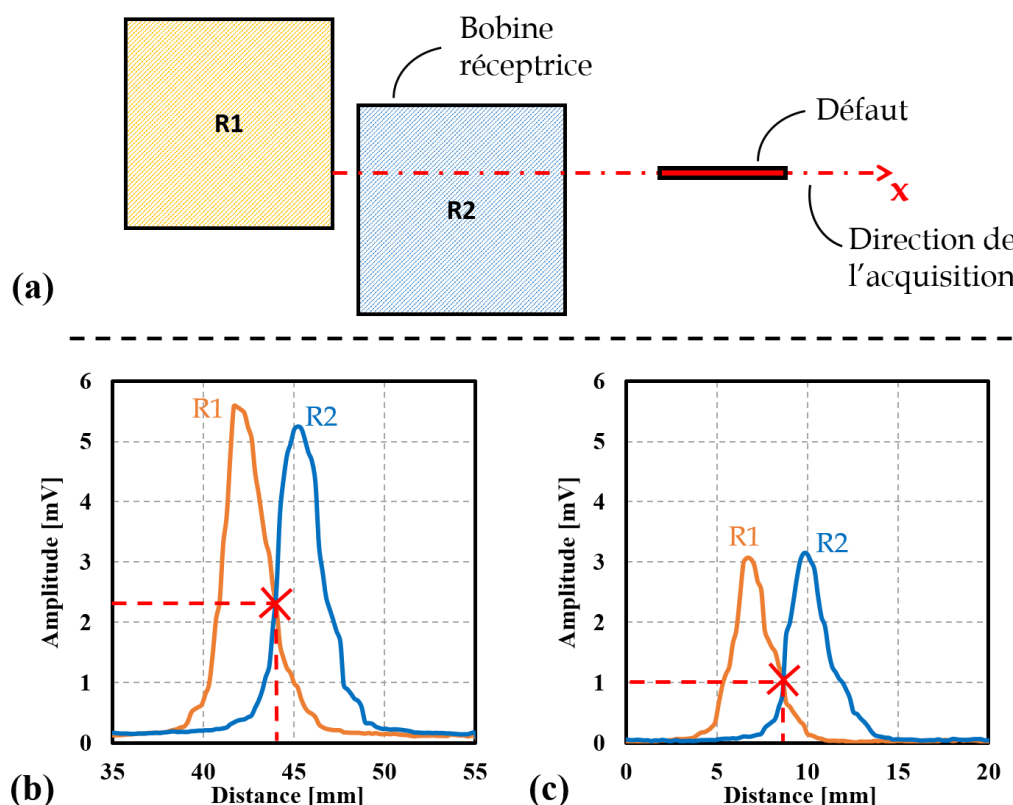 Bobine
réceptrice
R1
Défaut
R2
x
Direction de
l'acquisition
(a)
6
5
4
3
2
1
0
Amplitude [mV]
R1
R2
35
40
45
50
55
Distance [mm]
(b)
6
5
4
3
2
1
0
Amplitude [mV]
R1
R2
0
5
10
15
20
Distance [mm]
(c)